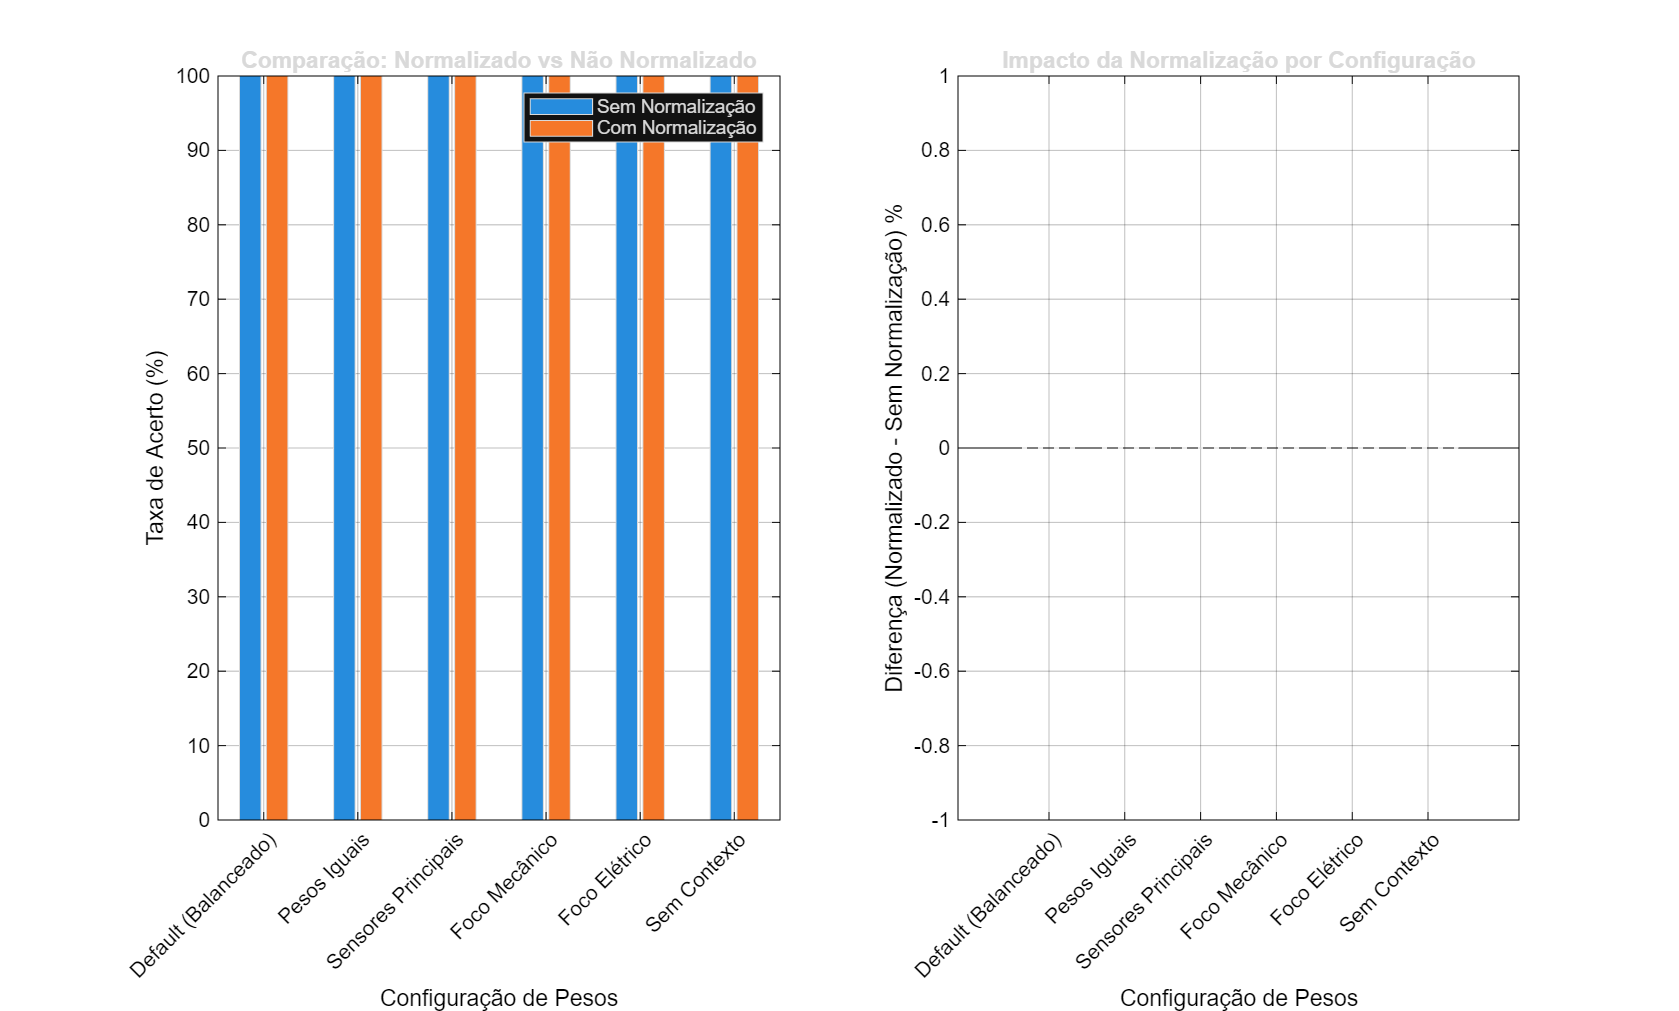 Comparação: Normalizado vs Não Normalizado
Sem Normalização
Com Normalização
Taxa de Acerto (%)
100
90
80
70
60
50
40
30
20
10
0
Default (Balanceado)
Pesos Iguais
Sensores Principais
Foco Mecânico
Foco Elétrico
Sem Contexto
Configuração de Pesos
Impacto da Normalização por Configuração
Diferença (Normalizado - Sem Normalização) %
1
0.8
0.6
0.4
0.2
0
-0.2
-0.4
-0.6
-0.8
-1
Default (Balanceado)
Pesos Iguais
Sensores Principais
Foco Mecânico
Foco Elétrico
Sem Contexto
Configuração de Pesos